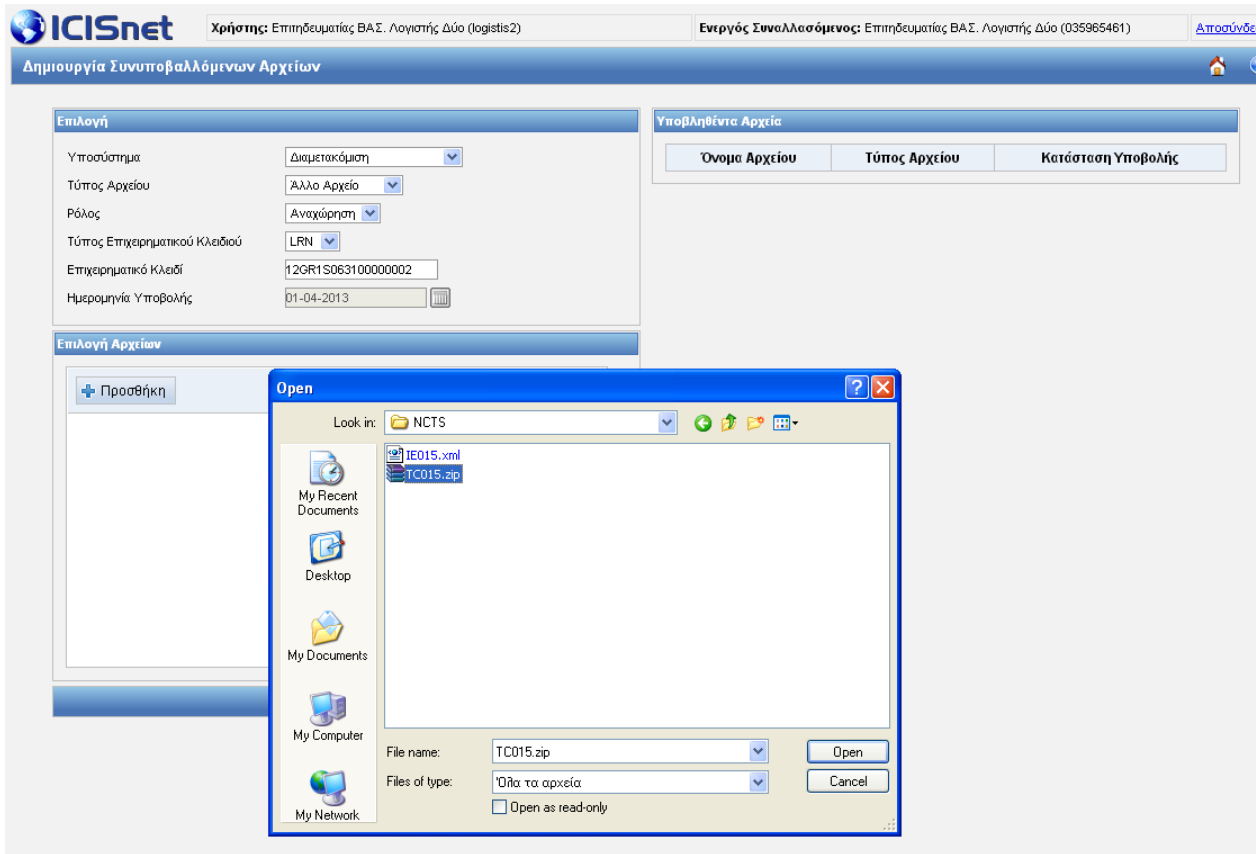 ICISnet
Χρήστης: Επιτηδευματίας ΒΑΣ. Λογιστής Δύο (logistis2)
Ενεργός Συναλλασόμενος: Επιτηδευματίας ΒΑΣ. Λογιστής Δύο (035965461)
Αποσύνδε
Δημιουργία Συνυποβαλλόμενων Αρχείων
Επιλογή
Υποσύστημα Διαμετακόμιση
Τύπος Αρχείου Άλλο Αρχείο
Ρόλος Αναχώρηση
Τύπος Επιχειρηματικού Κλειδιού LRN
Επιχειρηματικό Κλειδί 12GR1S063100000002
Ημερομηνία Υποβολής 01-04-2013
Υποβληθέντα Αρχεία
Όνομα Αρχείου Τύπος Αρχείου Κατάσταση Υποβολής
Επιλογή Αρχείων
Προσθήκη
Open
Look in: NCTS
IE015.xml
TC015.zip
My Recent
Documents
Desktop
My Documents
My Computer
My Network
File name: TC015.zip Open
Files of type: Όλα τα αρχεία Cancel
Open as read-only